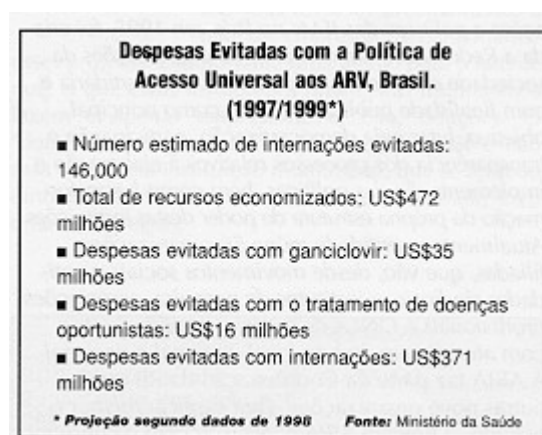 Despesas Evitadas com a Política de
Acesso Universal aos ARV, Brasil.
(1997/1999*)
■ Número estimado de internações evitadas:
146,000
■ Total de recursos economizados: US$472
milhões
■ Despesas evitadas com ganciclovir: US$35
milhões
■ Despesas evitadas com o tratamento de doenças
oportunistas: US$16 milhões
■ Despesas evitadas com internações: US$371
milhões
* Projeção segundo dados de 1998 Fonte: Ministério da Saúde